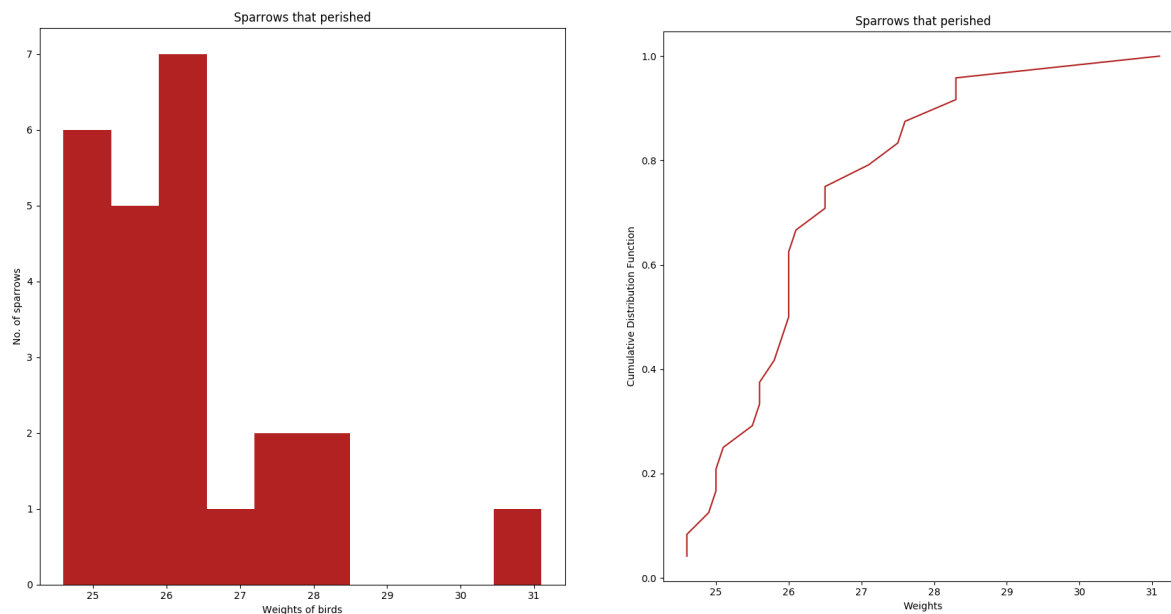 Sparrows that perished
No. of sparrows
7
6
5
4
3
2
1
0
25 26 27 28 29 30 31
Weights of birds
Sparrows that perished
Cumulative Distribution Function
1.0
0.8
0.6
0.4
0.2
0.0
25 26 27 28 29 30 31
Weights